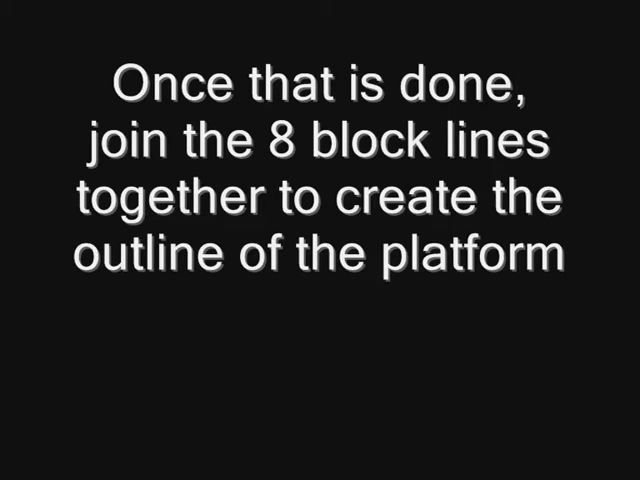 Once that is done,
join the 8 block lines
together to create the
outline of the platform